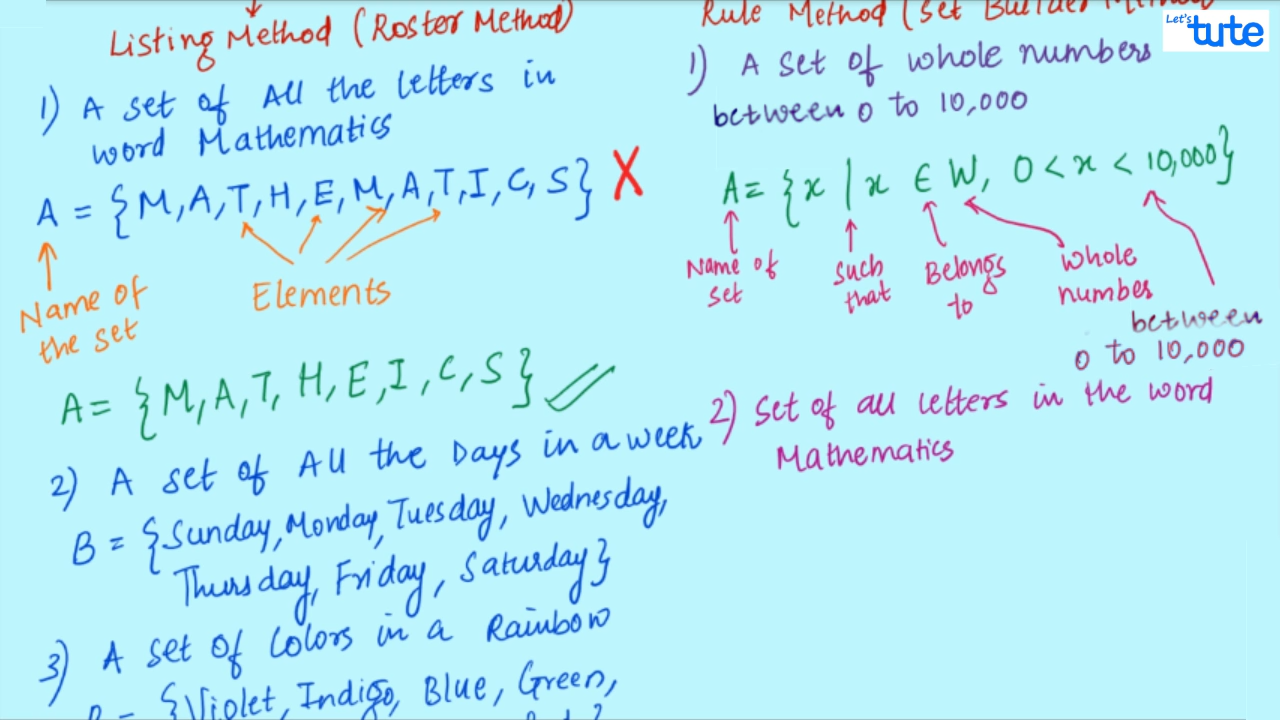 Listing Method (Roster Method)
1) A set of All the letters in
word Mathematics
A = {M, A, T, H, E, M, A, T, I, C, S} X
Name of
the set
Elements
A = {M, A, T, H, E, I, C, S}
2) A set of All the Days in a week
B = {Sunday, Monday, Tuesday, Wednesday,
Thursday, Friday, Saturday}
3) A set of Colors in a Rainbow
{Violet, Indigo, Blue, Green,
Rule Method (Set Builder Method
Let's
tute
1) A set of whole numbers
between 0 to 10,000
A = {x | x ∈ W, 0 < x < 10,000}
Name of
set
Such
that
Belongs
to
Whole
number
between
0 to 10,000
2) Set of all letters in the word
Mathematics